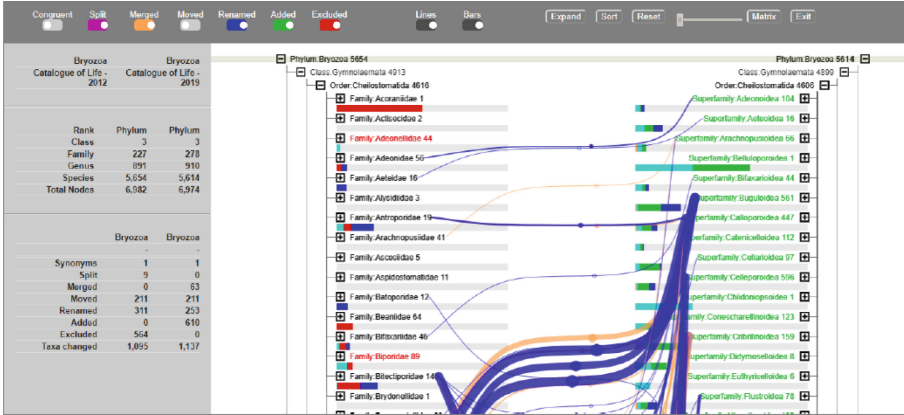 Congruent Split Merged Moved Renamed Added Excluded Lines Bars Expand Sort Reset Matrix Exit
Bryozoa Bryozoa
Catalogue of Life - 2012 Catalogue of Life - 2019
Rank Phylum Phylum
Class 3 3
Family 227 278
Genus 891 910
Species 5,654 5,614
Total Nodes 6,982 6,974
Bryozoa Bryozoa
- -
Synonyms 1 1
Split 9 0
Merged 0 63
Moved 211 211
Renamed 311 253
Added 0 610
Excluded 564 0
Taxa changed 1,095 1,137
Phylum:Bryozoa 5654
Class:Gymnolaemata 4913
Order:Cheilostomatida 4616
Family:Acoraniidae 1
Family:Actisecidae 2
Family:Adeonellidae 44
Family:Adeonidae 56
Family:Aeteidae 16
Family:Alysidiidae 3
Family:Antroporidae 19
Family:Arachnopusiidae 41
Family:Ascosiidae 5
Family:Aspidostomatidae 11
Family:Batoporidae 12
Family:Beaniidae 64
Family:Bifaxariidae 46
Family:Biporidae 89
Family:Bitectiporidae 14
Family:Brydonellidae 1
Phylum:Bryozoa 5614
Class:Gymnolaemata 4899
Order:Cheilostomatida 4606
Superfamily:Adeonoidea 104
Superfamily:Aeteoidea 16
Superfamily:Arachnopusioidea 66
Superfamily:Belluloporoidea 1
Superfamily:Bifaxarioidea 44
Superfamily:Buguloidea 561
Superfamily:Calloporoidea 447
Superfamily:Catenicelloidea 112
Superfamily:Cellarioidea 97
Superfamily:Celleporoidea 596
Superfamily:Chlidoniopsoidea 1
Superfamily:Conescharellinoidea 123
Superfamily:Cribrilinoidea 159
Superfamily:Didymoselloidea 8
Superfamily:Euthyriselloidea 6
Superfamily:Flustroidea 78